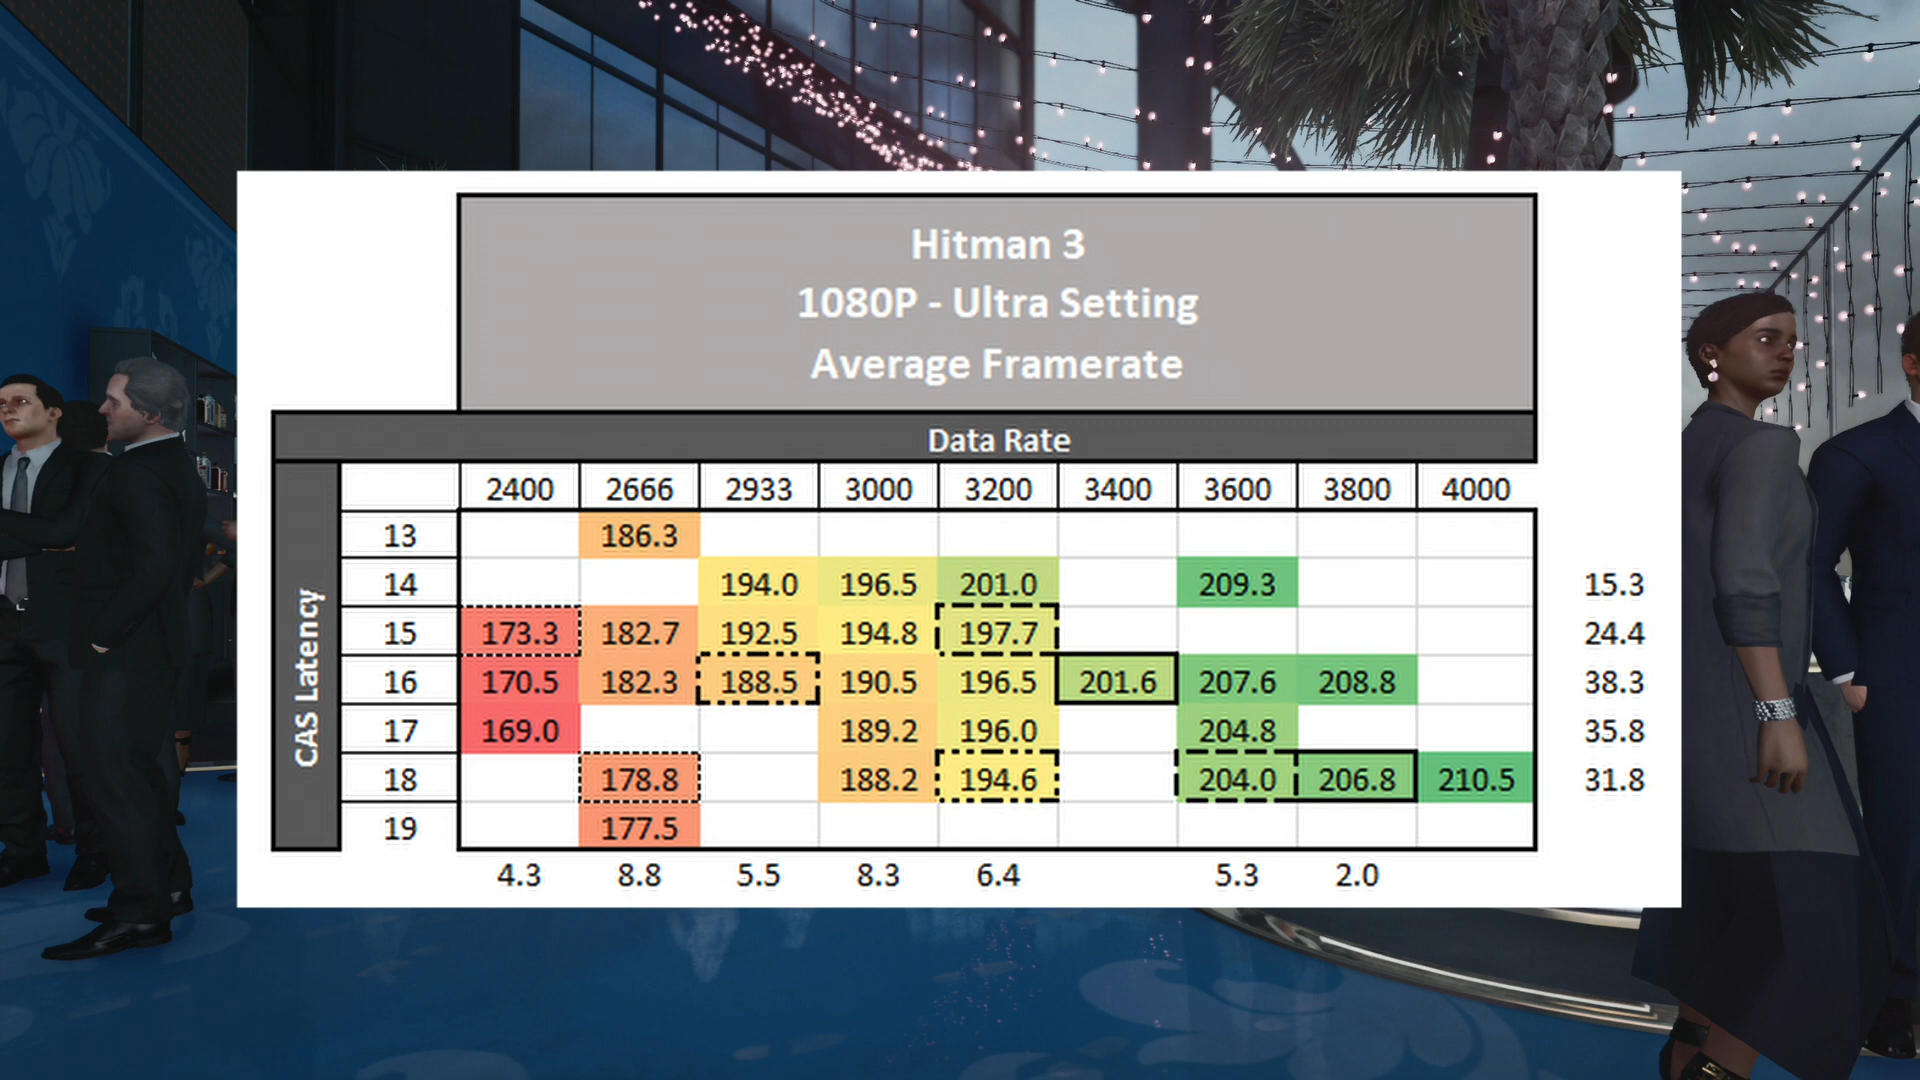 Hitman 3
1080P - Ultra Setting
Average Framerate
Data Rate
2400 2666 2933 3000 3200 3400 3600 3800 4000
CAS Latency
13 186.3
14 194.0 196.5 201.0 209.3 15.3
15 173.3 182.7 192.5 194.8 197.7 24.4
16 170.5 182.3 188.5 190.5 196.5 201.6 207.6 208.8 38.3
17 169.0 189.2 196.0 204.8 35.8
18 178.8 188.2 194.6 204.0 206.8 210.5 31.8
19 177.5
4.3 8.8 5.5 8.3 6.4 5.3 2.0